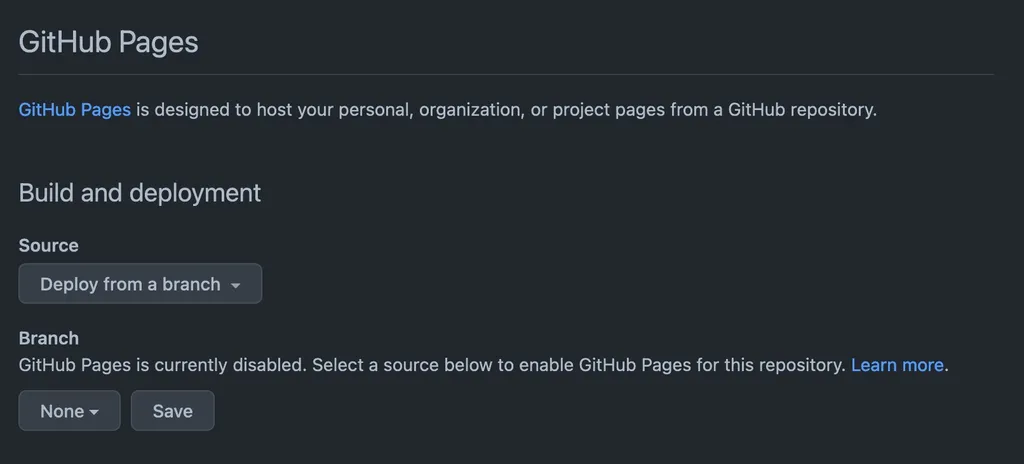 GitHub Pages
GitHub Pages is designed to host your personal, organization, or project pages from a GitHub repository.
Build and deployment
Source
Deploy from a branch
Branch
GitHub Pages is currently disabled. Select a source below to enable GitHub Pages for this repository. Learn more.
None Save